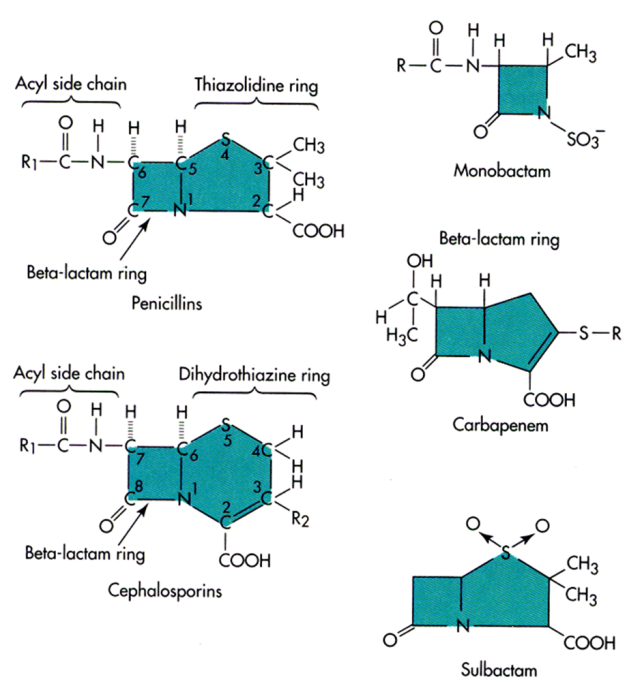 Acyl side chain
Thiazolidine ring
O
H
H
H
S
4
CH3
R1
C
N
C
6
C
5
3
C
CH3
H
C
7
N
1
2
C
O
COOH
Beta-lactam ring
Penicillins
O
H
H
H
CH3
R
C
N
O
N
SO3-
Monobactam
Beta-lactam ring
OH
H
H
C
H
H3C
S
R
O
N
COOH
Carbapenem
Acyl side chain
Dihydrothiazine ring
O
H
H
H
S
5
H
R1
C
N
C
7
C
6
4
C
H
H
C
8
N
1
2
C
3
C
R2
O
COOH
Beta-lactam ring
Cephalosporins
O
O
S
CH3
CH3
O
N
COOH
Sulbactam